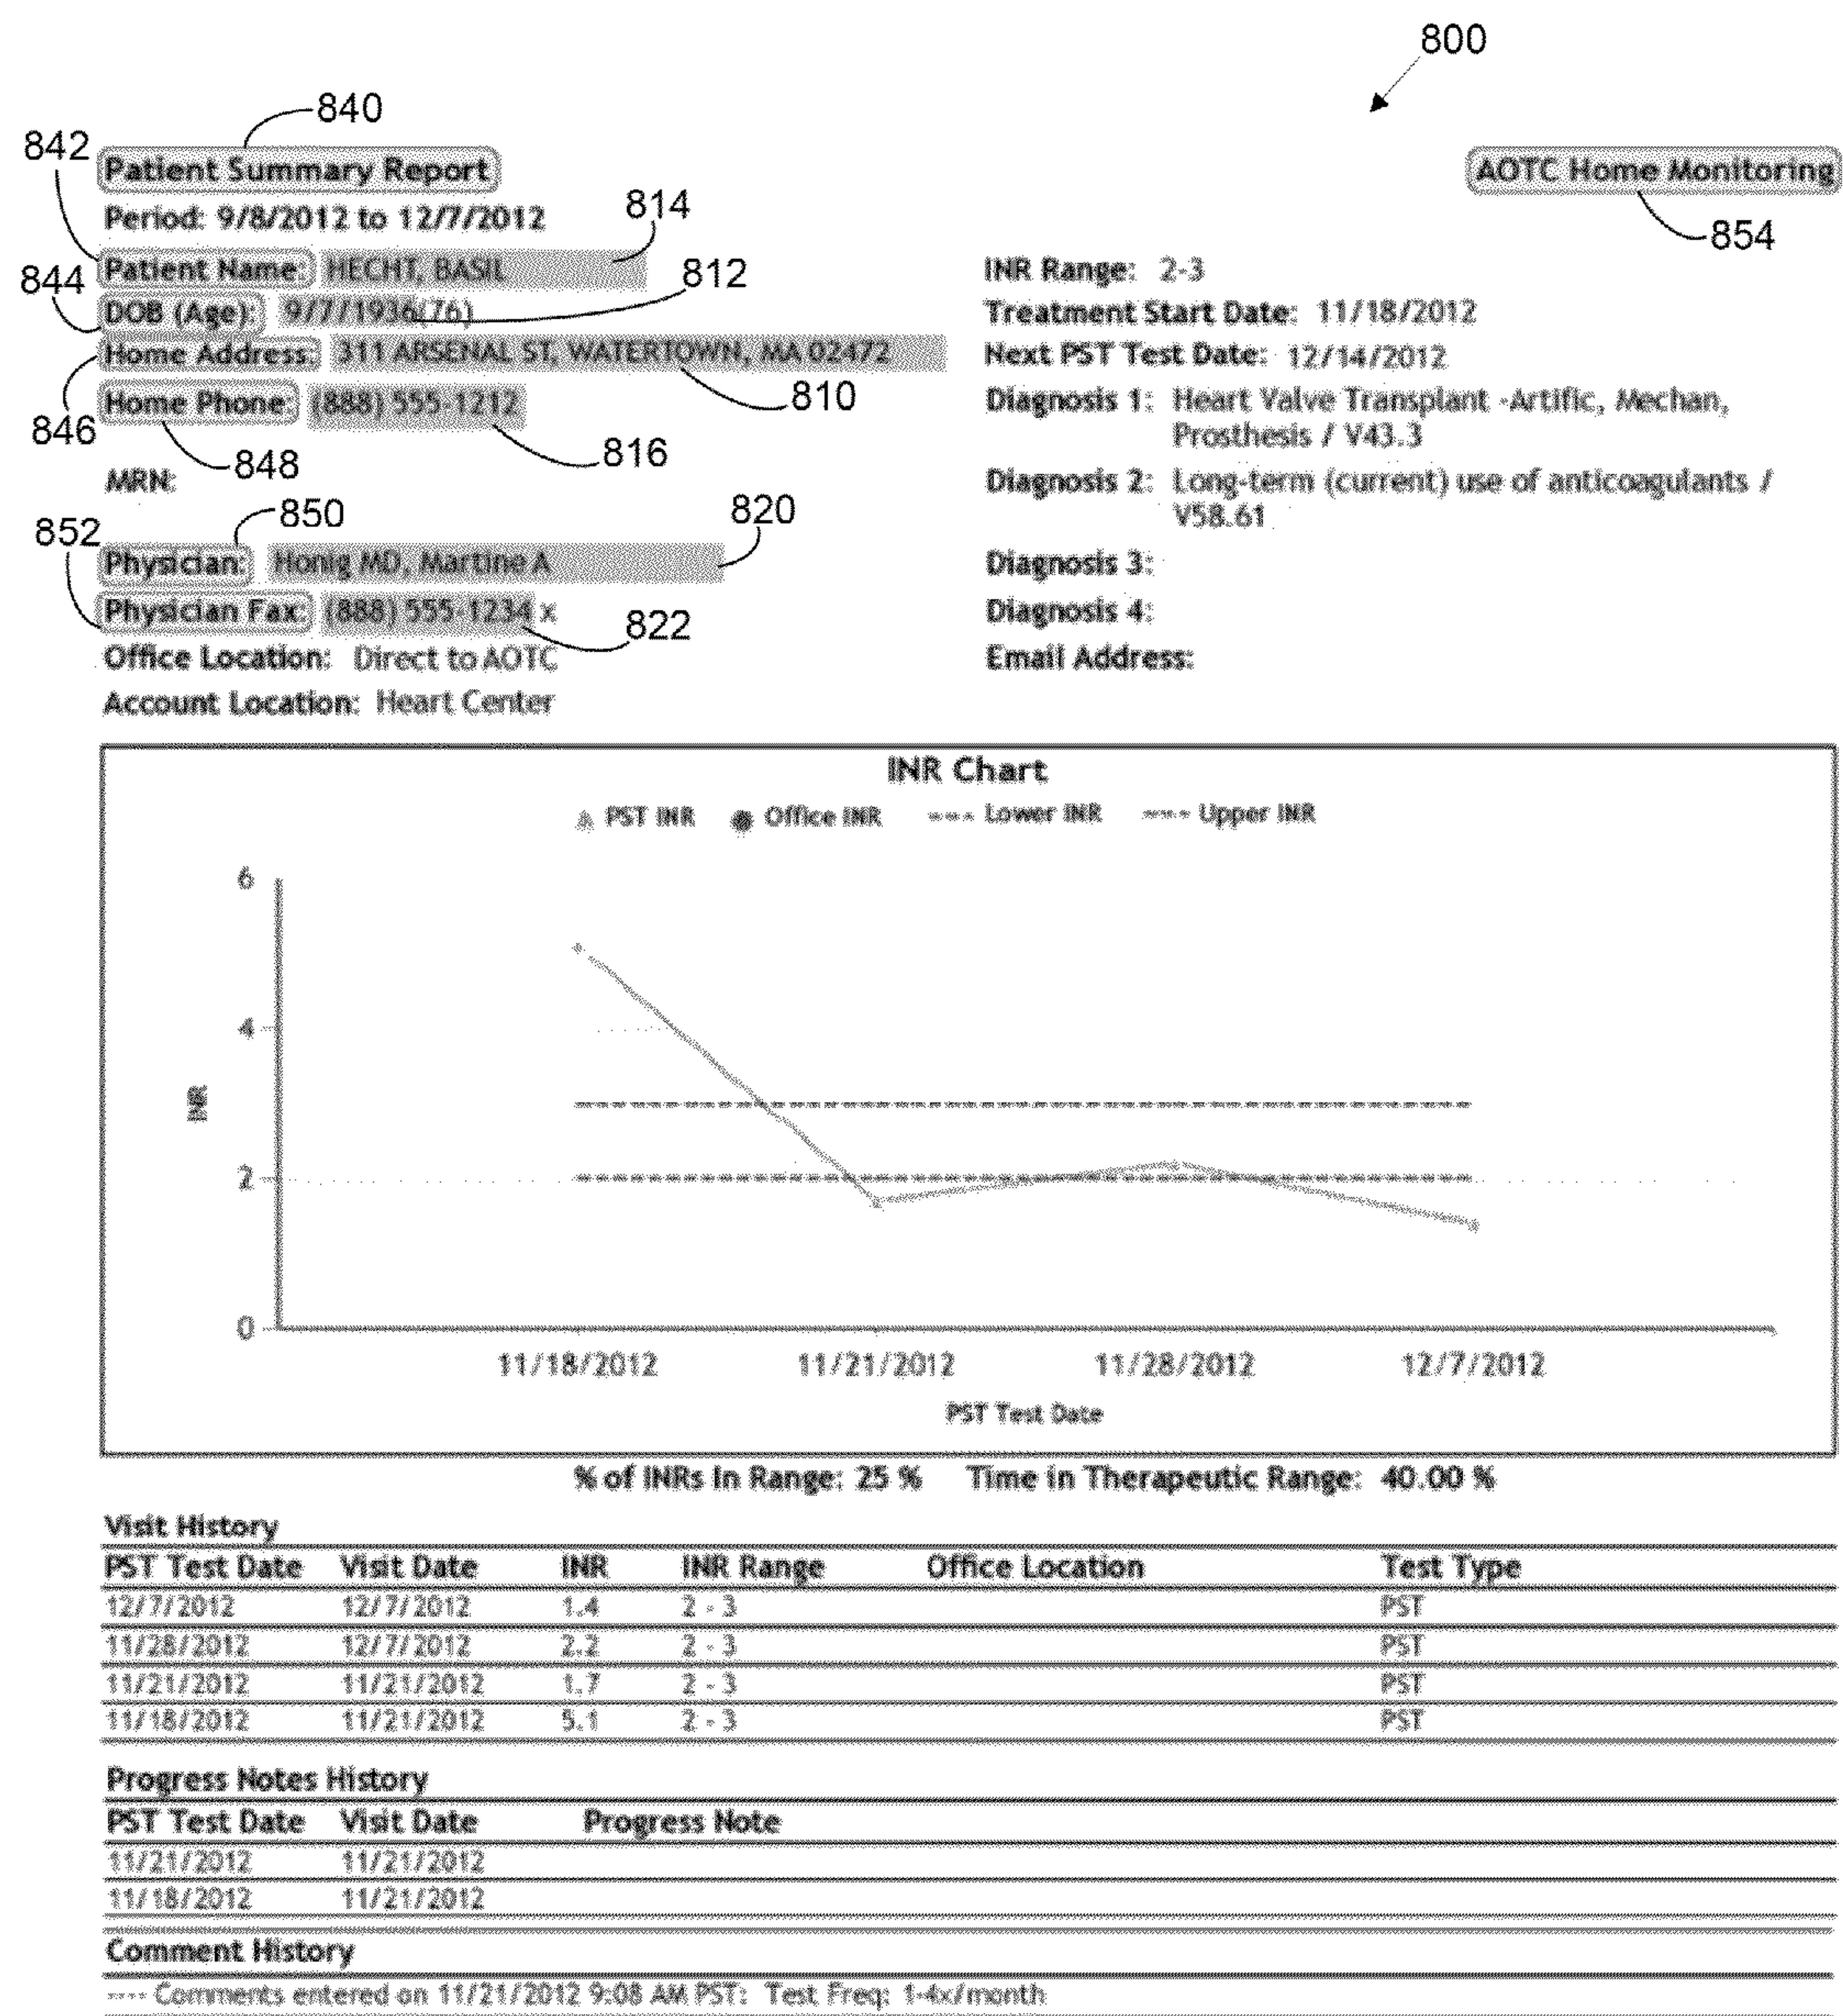 800
840
842
Patient Summary Report
AOTC Home Monitoring
Period: 9/8/2012 to 12/7/2012
814
854
Patient Name: HECHT, BASIL
INR Range: 2-3
844
812
DOB (Age): 9/7/1936(76)
Treatment Start Date: 11/18/2012
Home Address: 311 ARSENAL ST, WATERTOWN, MA 02472
Next PST Test Date: 12/14/2012
810
Home Phone: (888) 555-1212
Diagnosis 1: Heart Valve Transplant -Artific, Mechan,
Prosthesis / V43.3
846
848
816
MRN:
Diagnosis 2: Long-term (current) use of anticoagulants /
V58.61
850
820
852
Physician: Honig MD, Martine A
Diagnosis 3:
Physician Fax: (888) 555-1234 x
Diagnosis 4:
822
Office Location: Direct to AOTC
Email Address:
Account Location: Heart Center
INR Chart
PST INR Office INR Lower INR Upper INR
6
4
INR
2
0
11/18/2012 11/21/2012 11/28/2012 12/7/2012
PST Test Date
% of INRs In Range: 25 % Time in Therapeutic Range: 40.00 %
Visit History
PST Test Date Visit Date INR INR Range Office Location Test Type
12/7/2012 12/7/2012 1.4 2 - 3 PST
11/28/2012 12/7/2012 2.2 2 - 3 PST
11/21/2012 11/21/2012 1.7 2 - 3 PST
11/18/2012 11/21/2012 5.1 2 - 3 PST
Progress Notes History
PST Test Date Visit Date Progress Note
11/21/2012 11/21/2012
11/18/2012 11/21/2012
Comment History
---- Comments entered on 11/21/2012 9:08 AM PST: Test Freq: 1-4x/month